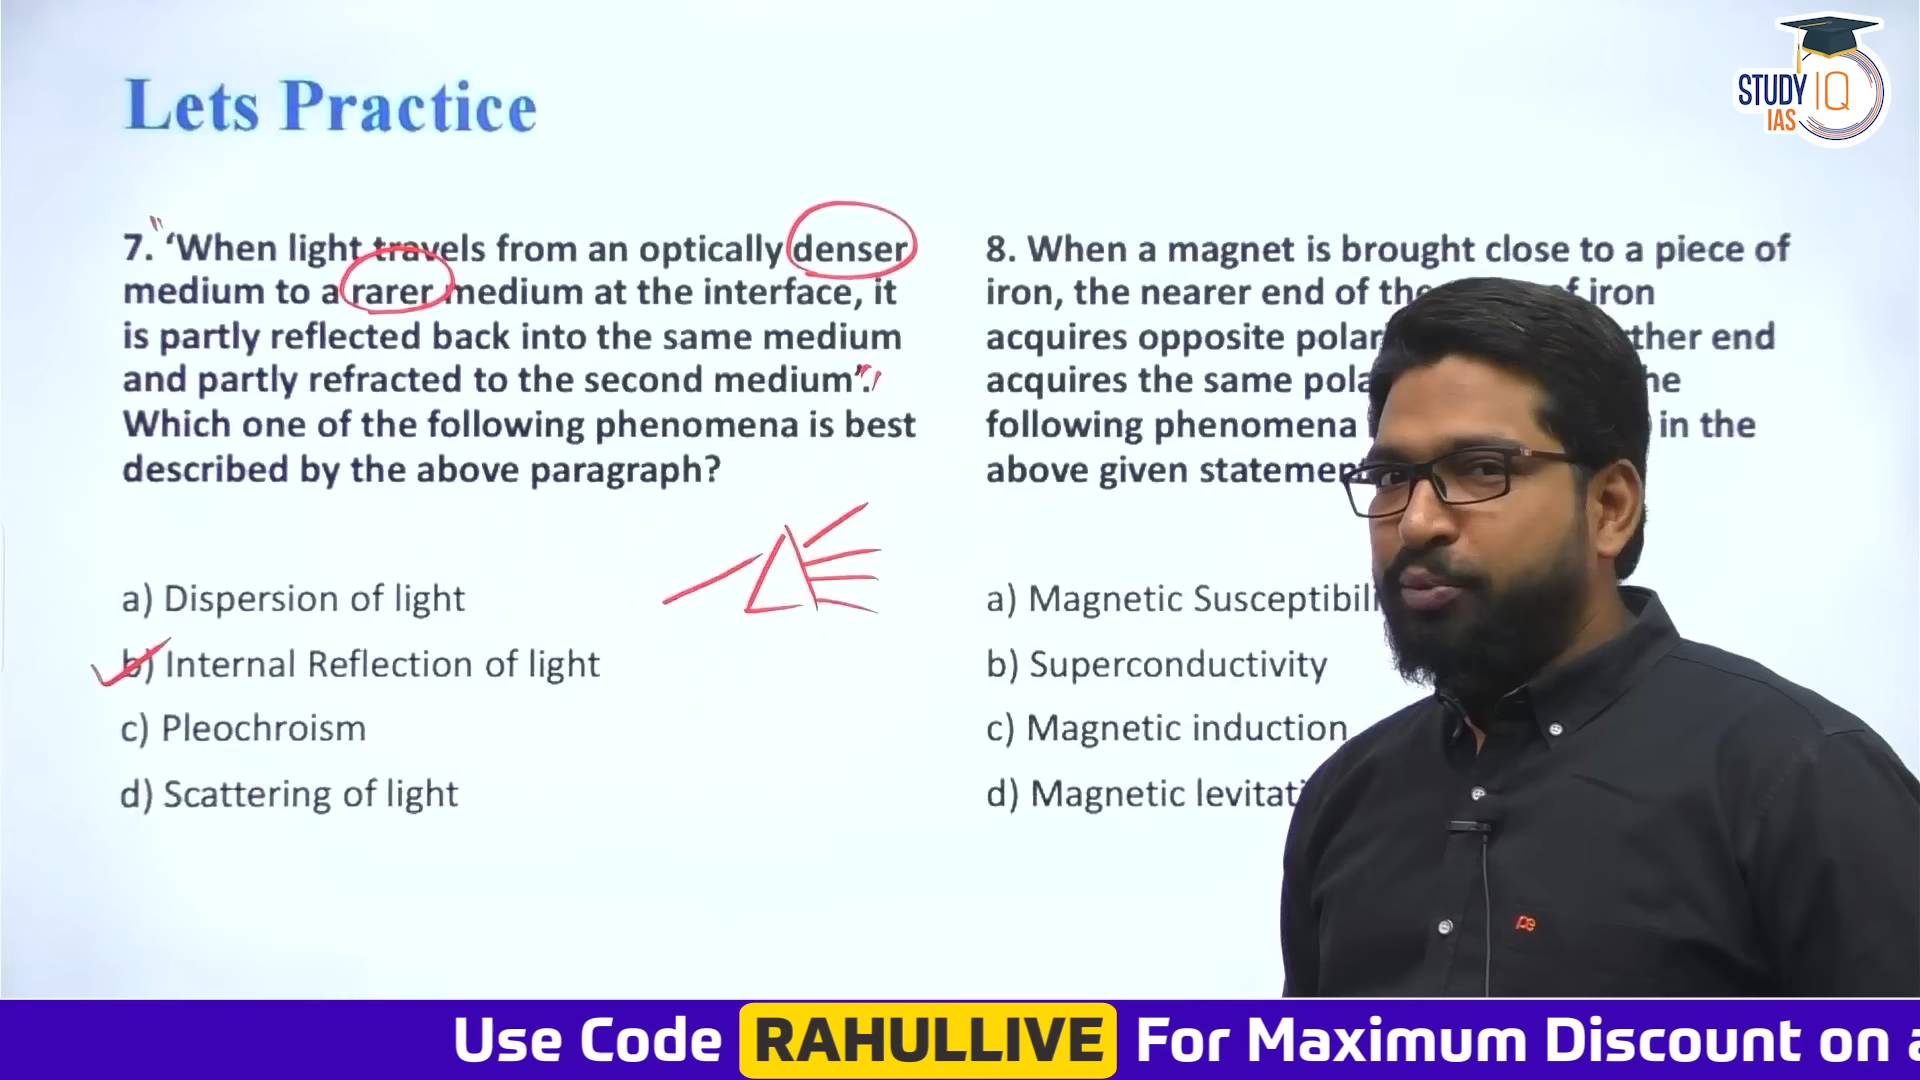 Lets Practice
STUDY IQ
IAS
7. ‘When light travels from an optically denser
medium to a rarer medium at the interface, it
is partly reflected back into the same medium
and partly refracted to the second medium’.
Which one of the following phenomena is best
described by the above paragraph?
a) Dispersion of light
b) Internal Reflection of light
c) Pleochroism
d) Scattering of light
8. When a magnet is brought close to a piece of
iron, the nearer end of the of iron
acquires opposite ther end
acquires the same
following phenomena in the
above given
a) Magnetic
b) Superconductivity
c) Magnetic induction
d) Magnetic
pe
Use Code RAHULLIVE For Maximum Discount on